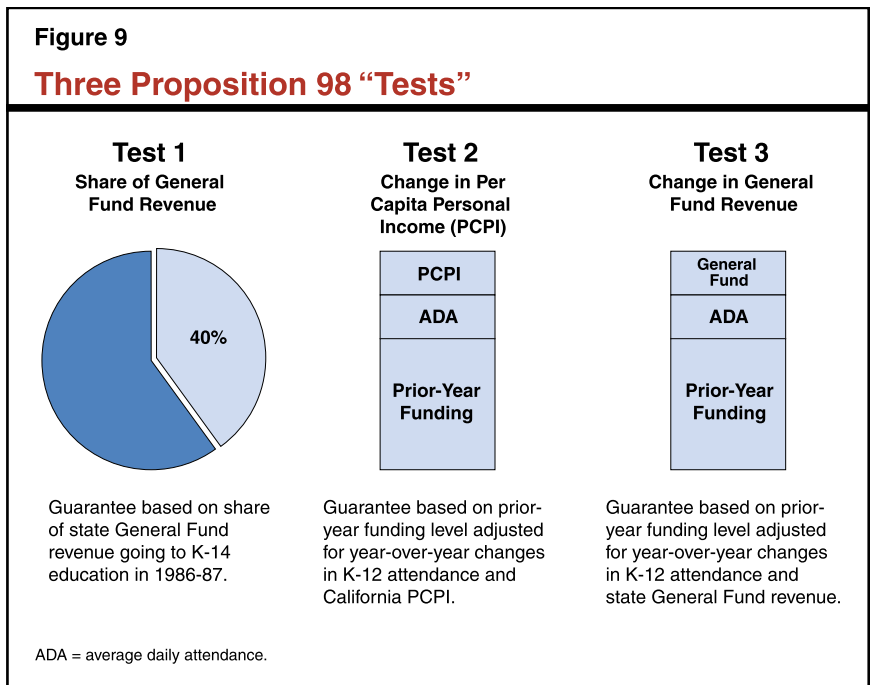 Figure 9
Three Proposition 98 “Tests”
Test 1
Share of General
Fund Revenue
40%
Guarantee based on share
of state General Fund
revenue going to K-14
education in 1986-87.
Test 2
Change in Per
Capita Personal
Income (PCPI)
PCPI
ADA
Prior-Year
Funding
Guarantee based on prior-
year funding level adjusted
for year-over-year changes
in K-12 attendance and
California PCPI.
Test 3
Change in General
Fund Revenue
General
Fund
ADA
Prior-Year
Funding
Guarantee based on prior-
year funding level adjusted
for year-over-year changes
in K-12 attendance and
state General Fund revenue.
ADA = average daily attendance.